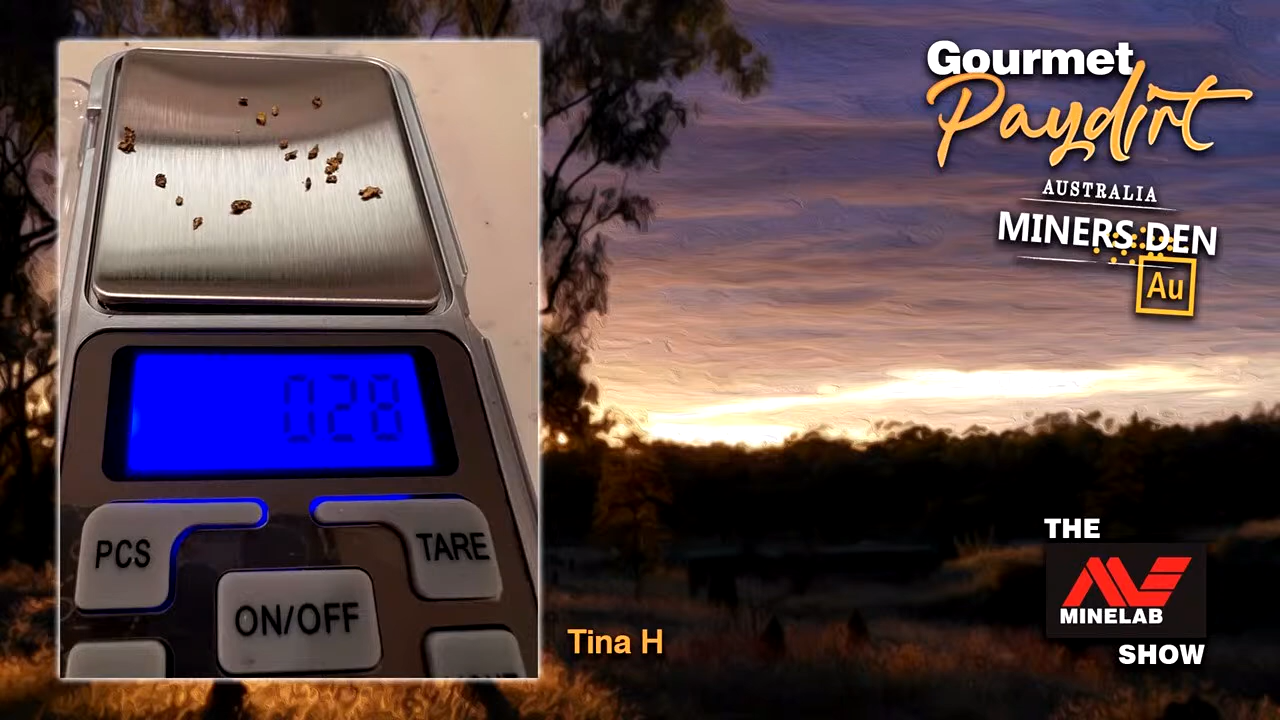 028
PCS
TARE
ON/OFF
Tina H
Gourmet
Paydirt
AUSTRALIA
MINERS DEN
Au
THE
MINELAB
SHOW